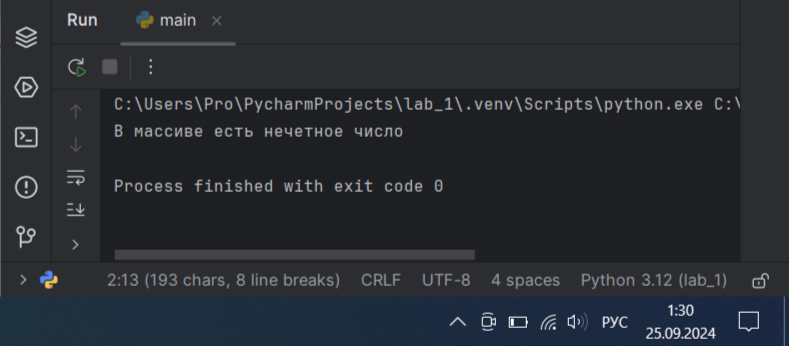 Run main
C:\Users\Pro\PycharmProjects\lab_1\.venv\Scripts\python.exe C:\
В массиве есть нечетное число
Process finished with exit code 0
2:13 (193 chars, 8 line breaks) CRLF UTF-8 4 spaces Python 3.12 (lab_1)
РУС
1:30
25.09.2024